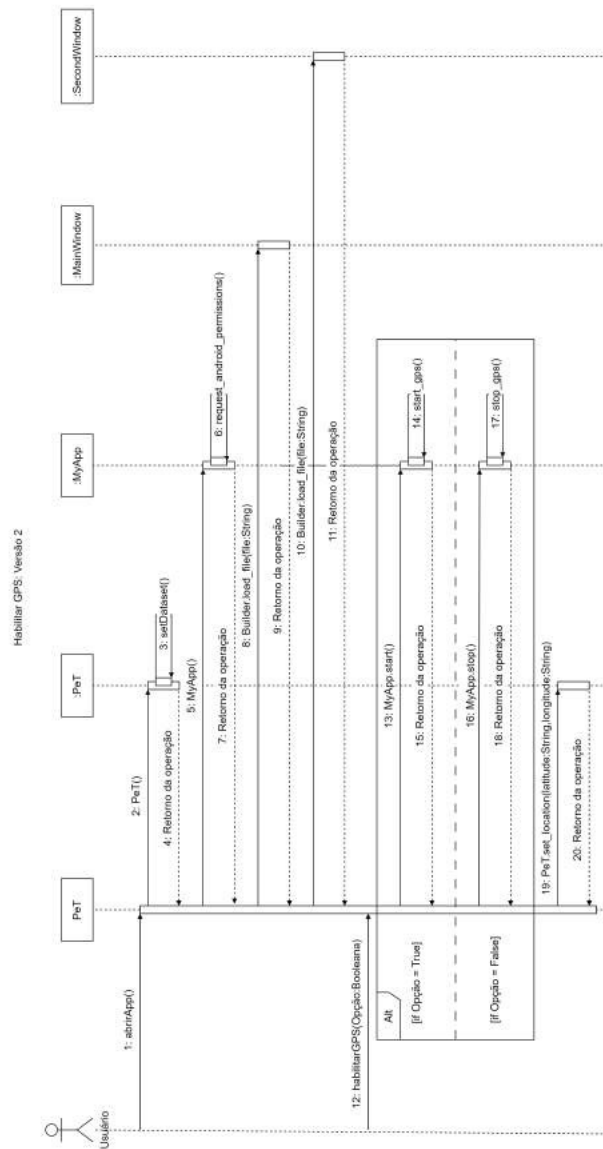 Habilitar GPS: Versão 2
Usuário
PeT
:PeT
:MyApp
:MainWindow
:SecondWindow
1: abrirApp()
2: PeT()
3: setDataset()
4: Retorno da operação
5: MyApp()
6: request_android_permissions()
7: Retorno da operação
8: Builder.load_file(file:String)
9: Retorno da operação
10: Builder.load_file(file:String)
11: Retorno da operação
12: habilitarGPS(Opção:Booleana)
Alt
[if Opção = True]
13: MyApp.start()
14: start_gps()
15: Retorno da operação
[if Opção = False]
16: MyApp.stop()
17: stop_gps()
18: Retorno da operação
19: PeT.set_location(latitude:String,longitude:String)
20: Retorno da operação